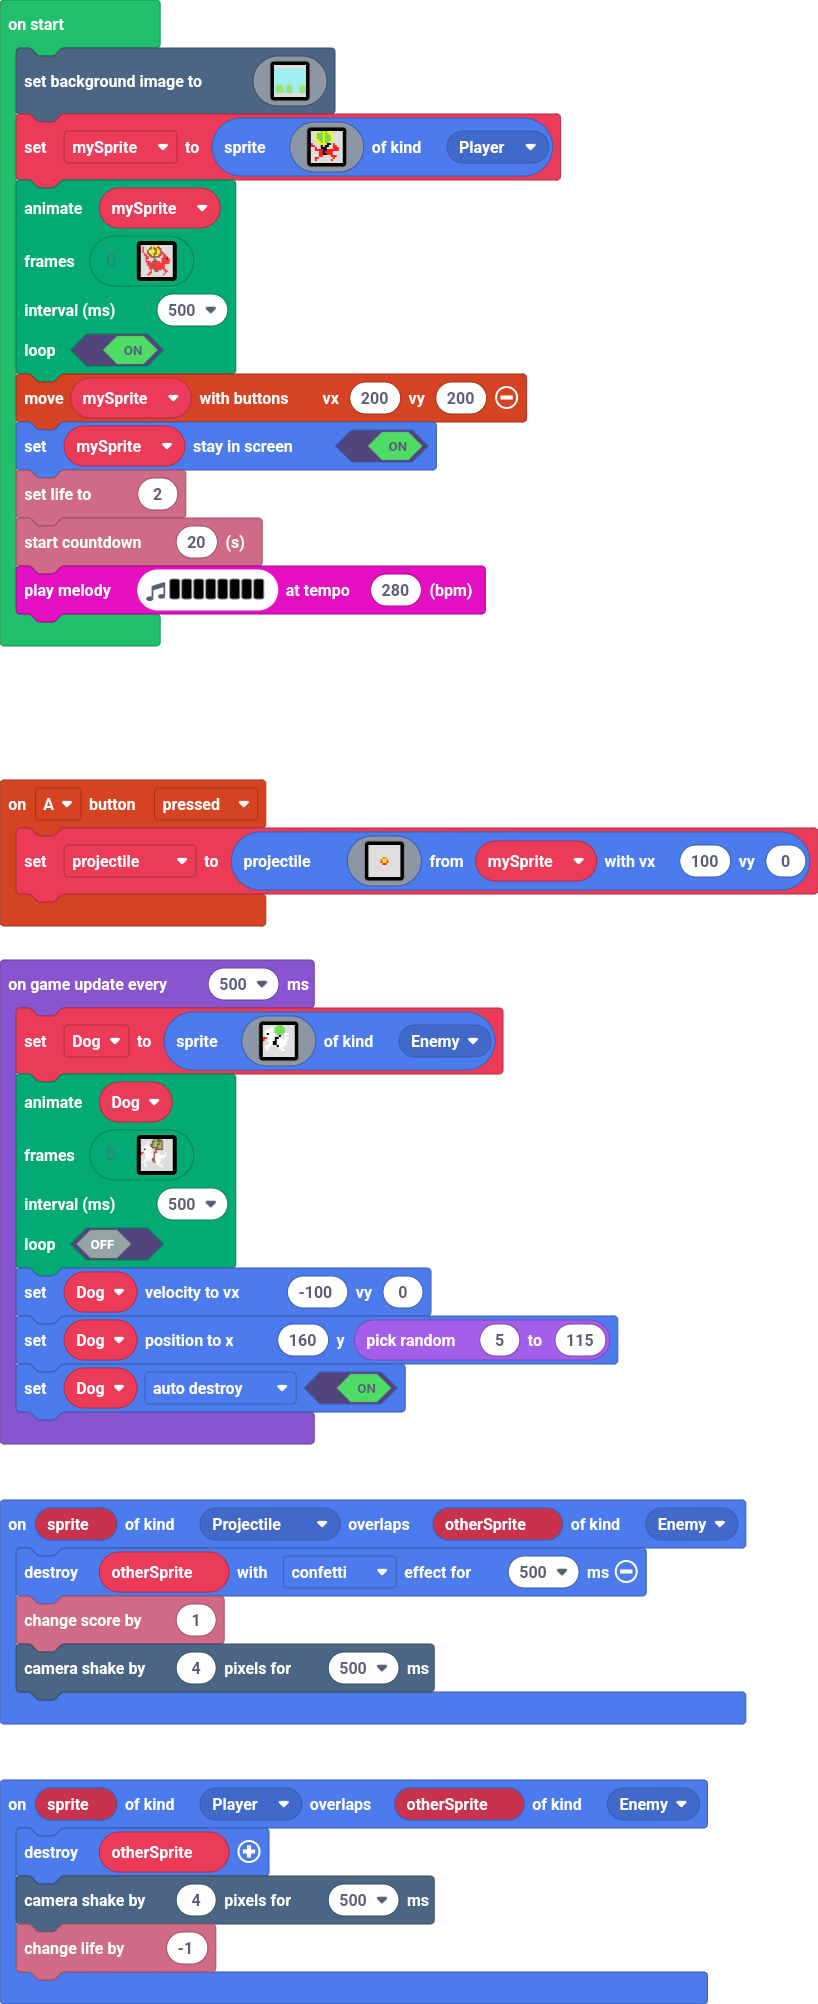 on start
set background image to
set mySprite to sprite of kind Player
animate mySprite
frames
interval (ms) 500
loop ON
move mySprite with buttons vx 200 vy 200
set mySprite stay in screen ON
set life to 2
start countdown 20 (s)
play melody at tempo 280 (bpm)
on A button pressed
set projectile to projectile from mySprite with vx 100 vy 0
on game update every 500 ms
set Dog to sprite of kind Enemy
animate Dog
frames
interval (ms) 500
loop OFF
set Dog velocity to vx -100 vy 0
set Dog position to x 160 y pick random 5 to 115
set Dog auto destroy ON
on sprite of kind Projectile overlaps otherSprite of kind Enemy
destroy otherSprite with confetti effect for 500 ms
change score by 1
camera shake by 4 pixels for 500 ms
on sprite of kind Player overlaps otherSprite of kind Enemy
destroy otherSprite
camera shake by 4 pixels for 500 ms
change life by -1